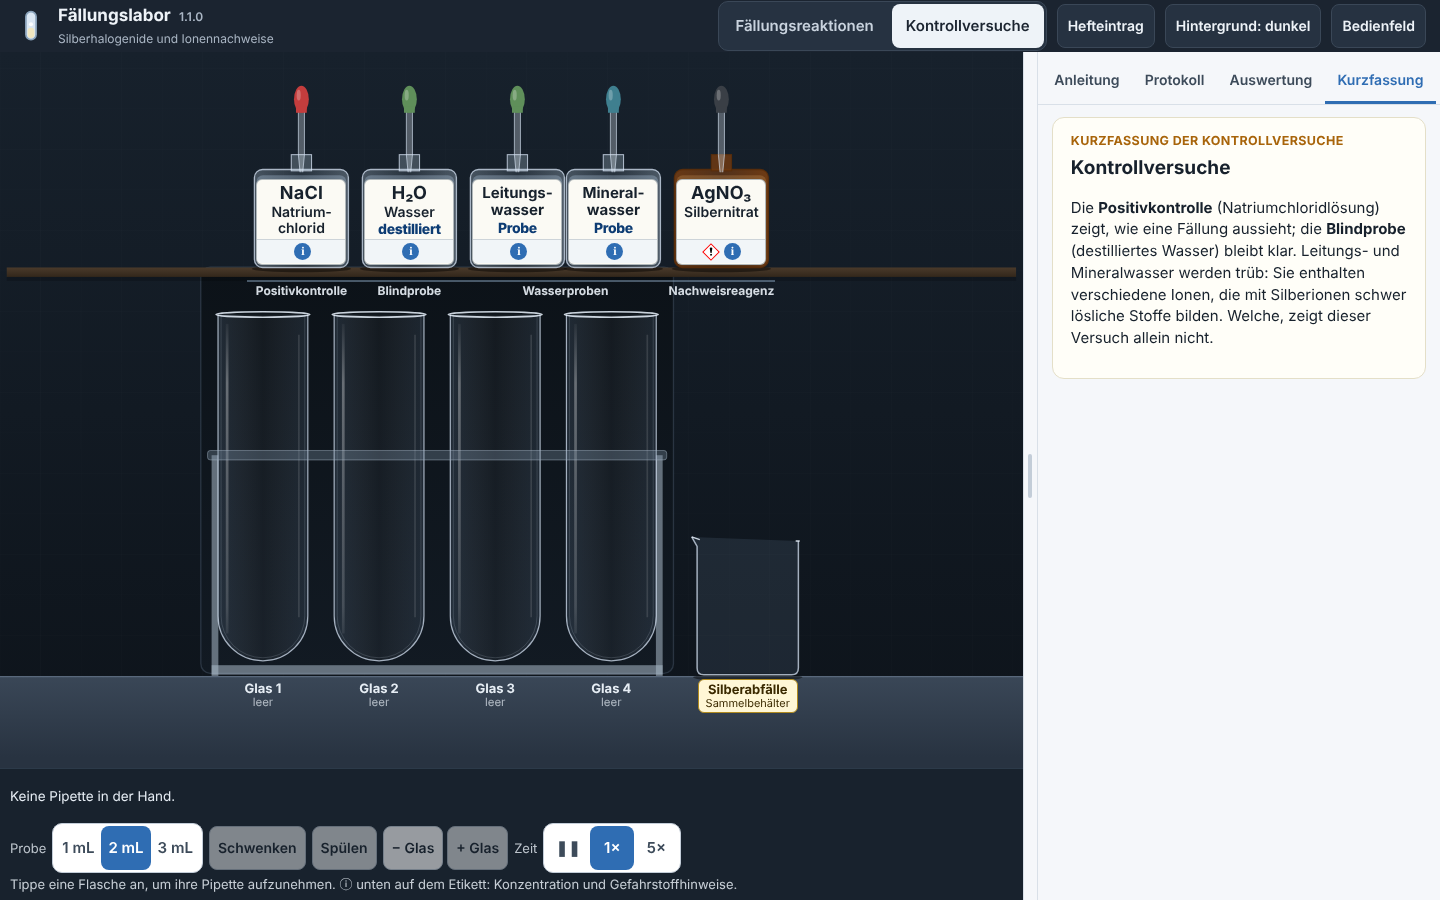 Fällungslabor 1.1.0
Silberhalogenide und Ionennachweise
Fällungsreaktionen
Kontrollversuche
Hefteintrag
Hintergrund: dunkel
Bedienfeld
Anleitung
Protokoll
Auswertung
Kurzfassung
NaCl
Natrium-
chlorid
i
H₂O
Wasser
destilliert
i
Leitungs-
wasser
Probe
i
Mineral-
wasser
Probe
i
AgNO₃
Silbernitrat
! i
Positivkontrolle
Blindprobe
Wasserproben
Nachweisreagenz
KURZFASSUNG DER KONTROLLVERSUCHE
Kontrollversuche
Die Positivkontrolle (Natriumchloridlösung)
zeigt, wie eine Fällung aussieht; die Blindprobe
(destilliertes Wasser) bleibt klar. Leitungs- und
Mineralwasser werden trüb: Sie enthalten
verschiedene Ionen, die mit Silberionen schwer
lösliche Stoffe bilden. Welche, zeigt dieser
Versuch allein nicht.
Glas 1
leer
Glas 2
leer
Glas 3
leer
Glas 4
leer
Silberabfälle
Sammelbehälter
Keine Pipette in der Hand.
Probe 1 mL 2 mL 3 mL Schwenken Spülen − Glas + Glas Zeit ❚❚ 1× 5×
Tippe eine Flasche an, um ihre Pipette aufzunehmen. ⓘ unten auf dem Etikett: Konzentration und Gefahrstoffhinweise.